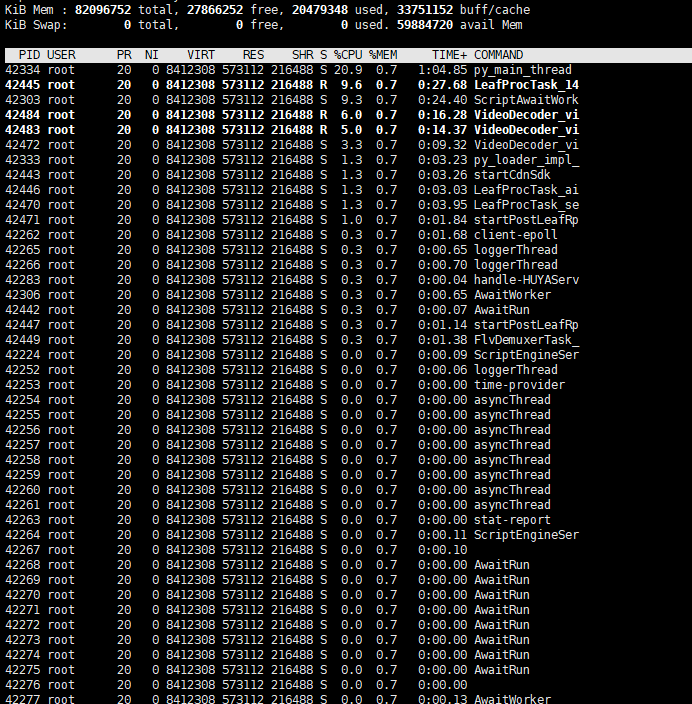 KiB Mem : 82096752 total, 27866252 free, 20479348 used, 33751152 buff/cache
KiB Swap: 0 total, 0 free, 0 used. 59884720 avail Mem
PID USER PR NI VIRT RES SHR S %CPU %MEM TIME+ COMMAND
42334 root 20 0 8412308 573112 216488 S 20.9 0.7 1:04.85 py_main_thread
42445 root 20 0 8412308 573112 216488 R 9.6 0.7 0:27.68 LeafProcTask_14
42303 root 20 0 8412308 573112 216488 S 9.3 0.7 0:24.40 ScriptAwaitWork
42484 root 20 0 8412308 573112 216488 R 6.0 0.7 0:16.28 VideoDecoder_vi
42483 root 20 0 8412308 573112 216488 R 5.0 0.7 0:14.37 VideoDecoder_vi
42472 root 20 0 8412308 573112 216488 S 3.3 0.7 0:09.32 VideoDecoder_vi
42333 root 20 0 8412308 573112 216488 S 1.3 0.7 0:03.23 py_loader_impl_
42443 root 20 0 8412308 573112 216488 S 1.3 0.7 0:03.26 startCdnSdk
42446 root 20 0 8412308 573112 216488 S 1.3 0.7 0:03.03 LeafProcTask_ai
42470 root 20 0 8412308 573112 216488 S 1.3 0.7 0:03.95 LeafProcTask_se
42471 root 20 0 8412308 573112 216488 S 1.0 0.7 0:01.84 startPostLeafRp
42262 root 20 0 8412308 573112 216488 S 0.3 0.7 0:01.68 client-epoll
42265 root 20 0 8412308 573112 216488 S 0.3 0.7 0:00.65 loggerThread
42266 root 20 0 8412308 573112 216488 S 0.3 0.7 0:00.70 loggerThread
42283 root 20 0 8412308 573112 216488 S 0.3 0.7 0:00.04 handle-HUYAServ
42306 root 20 0 8412308 573112 216488 S 0.3 0.7 0:00.65 AwaitWorker
42442 root 20 0 8412308 573112 216488 S 0.3 0.7 0:00.07 AwaitRun
42447 root 20 0 8412308 573112 216488 S 0.3 0.7 0:01.14 startPostLeafRp
42449 root 20 0 8412308 573112 216488 S 0.3 0.7 0:01.38 FlvDemuxerTask_
42224 root 20 0 8412308 573112 216488 S 0.0 0.7 0:00.09 ScriptEngineSer
42252 root 20 0 8412308 573112 216488 S 0.0 0.7 0:00.06 loggerThread
42253 root 20 0 8412308 573112 216488 S 0.0 0.7 0:00.00 time-provider
42254 root 20 0 8412308 573112 216488 S 0.0 0.7 0:00.00 asyncThread
42255 root 20 0 8412308 573112 216488 S 0.0 0.7 0:00.00 asyncThread
42256 root 20 0 8412308 573112 216488 S 0.0 0.7 0:00.00 asyncThread
42257 root 20 0 8412308 573112 216488 S 0.0 0.7 0:00.00 asyncThread
42258 root 20 0 8412308 573112 216488 S 0.0 0.7 0:00.00 asyncThread
42259 root 20 0 8412308 573112 216488 S 0.0 0.7 0:00.00 asyncThread
42260 root 20 0 8412308 573112 216488 S 0.0 0.7 0:00.00 asyncThread
42261 root 20 0 8412308 573112 216488 S 0.0 0.7 0:00.00 asyncThread
42263 root 20 0 8412308 573112 216488 S 0.0 0.7 0:00.00 stat-report
42264 root 20 0 8412308 573112 216488 S 0.0 0.7 0:00.11 ScriptEngineSer
42267 root 20 0 8412308 573112 216488 S 0.0 0.7 0:00.10
42268 root 20 0 8412308 573112 216488 S 0.0 0.7 0:00.00 AwaitRun
42269 root 20 0 8412308 573112 216488 S 0.0 0.7 0:00.00 AwaitRun
42270 root 20 0 8412308 573112 216488 S 0.0 0.7 0:00.00 AwaitRun
42271 root 20 0 8412308 573112 216488 S 0.0 0.7 0:00.00 AwaitRun
42272 root 20 0 8412308 573112 216488 S 0.0 0.7 0:00.00 AwaitRun
42273 root 20 0 8412308 573112 216488 S 0.0 0.7 0:00.00 AwaitRun
42274 root 20 0 8412308 573112 216488 S 0.0 0.7 0:00.00 AwaitRun
42275 root 20 0 8412308 573112 216488 S 0.0 0.7 0:00.00 AwaitRun
42276 root 20 0 8412308 573112 216488 S 0.0 0.7 0:00.00
42277 root 20 0 8412308 573112 216488 S 0.0 0.7 0:00.13 AwaitWorker